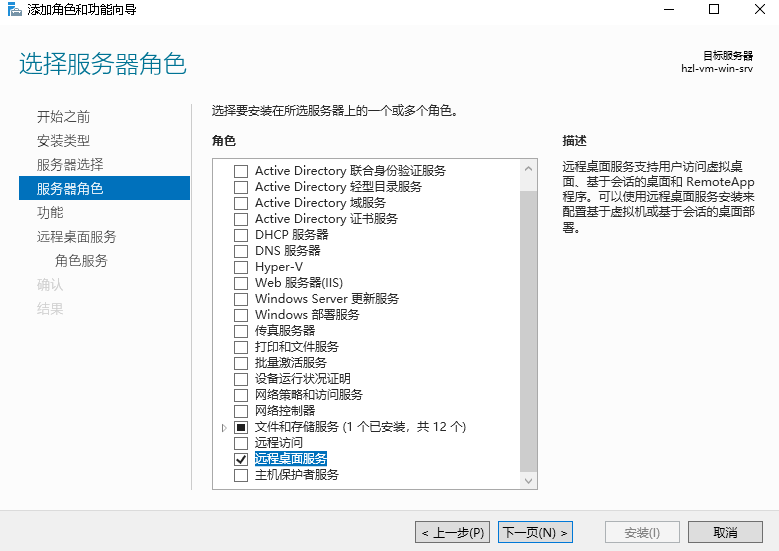 添加角色和功能向导
选择服务器角色
目标服务器
hzl-vm-win-srv
开始之前
安装类型
服务器选择
服务器角色
功能
远程桌面服务
角色服务
确认
结果
选择要安装在所选服务器上的一个或多个角色。
角色
Active Directory 联合身份验证服务
Active Directory 轻型目录服务
Active Directory 域服务
Active Directory 证书服务
DHCP 服务器
DNS 服务器
Hyper-V
Web 服务器(IIS)
Windows Server 更新服务
Windows 部署服务
传真服务器
打印和文件服务
批量激活服务
设备运行状况证明
网络策略和访问服务
网络控制器
文件和存储服务 (1 个已安装，共 12 个)
远程访问
远程桌面服务
主机保护者服务
描述
远程桌面服务支持用户访问虚拟桌
面、基于会话的桌面和 RemoteApp
程序。可以使用远程桌面服务安装来
配置基于虚拟机或基于会话的桌面部
署。
< 上一步(P)
下一页(N) >
安装(I)
取消